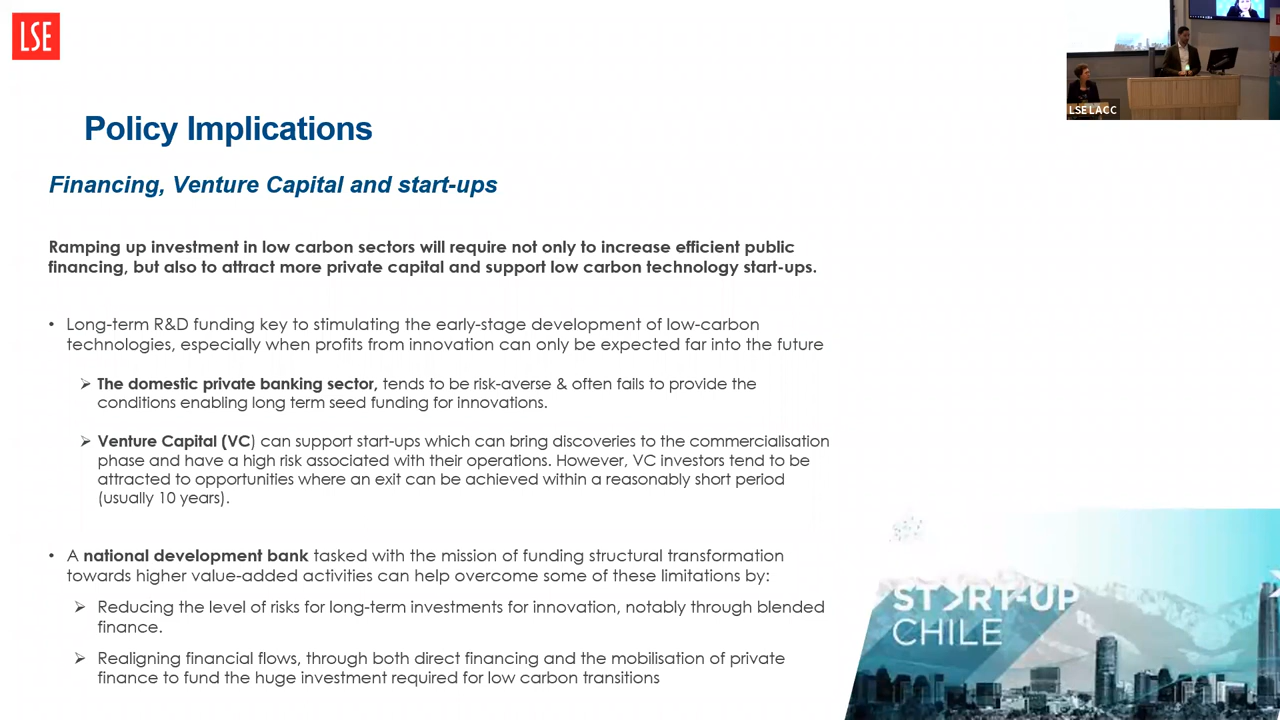 LSE
LSE LACC
Policy Implications
Financing, Venture Capital and start-ups
Ramping up investment in low carbon sectors will require not only to increase efficient public
financing, but also to attract more private capital and support low carbon technology start-ups.
• Long-term R&D funding key to stimulating the early-stage development of low-carbon
technologies, especially when profits from innovation can only be expected far into the future
➢ The domestic private banking sector, tends to be risk-averse & often fails to provide the
conditions enabling long term seed funding for innovations.
➢ Venture Capital (VC) can support start-ups which can bring discoveries to the commercialisation
phase and have a high risk associated with their operations. However, VC investors tend to be
attracted to opportunities where an exit can be achieved within a reasonably short period
(usually 10 years).
• A national development bank tasked with the mission of funding structural transformation
towards higher value-added activities can help overcome some of these limitations by:
➢ Reducing the level of risks for long-term investments for innovation, notably through blended
finance.
➢ Realigning financial flows, through both direct financing and the mobilisation of private
finance to fund the huge investment required for low carbon transitions
START-UP
CHILE